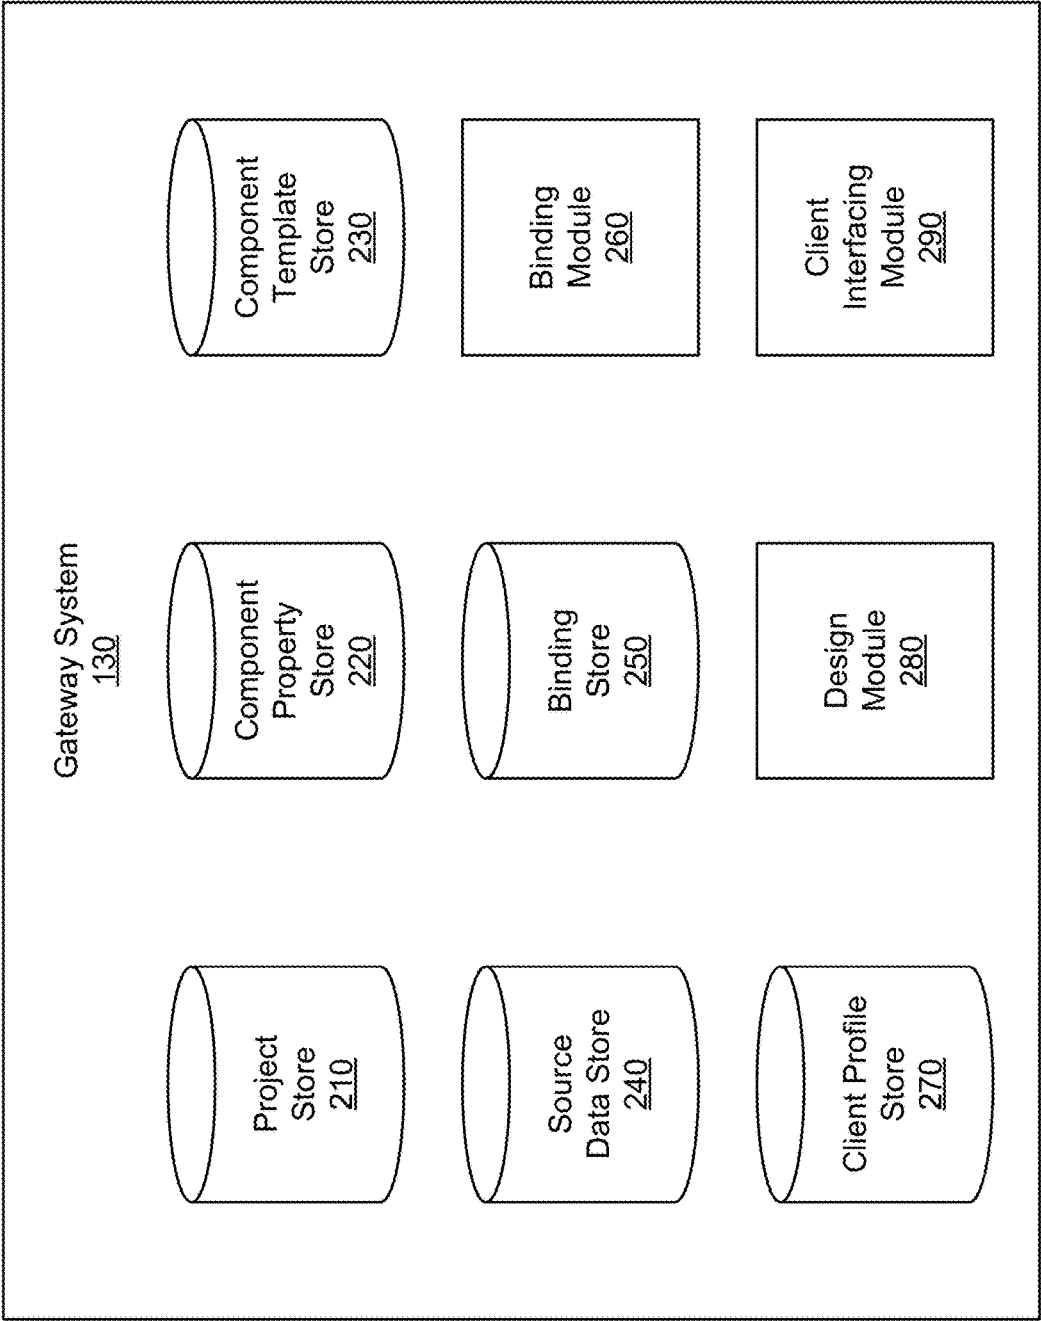 Gateway System
130
Project
Store
210
Component
Property
Store
220
Component
Template
Store
230
Source
Data Store
240
Binding
Store
250
Binding
Module
260
Client Profile
Store
270
Design
Module
280
Client
Interfacing
Module
290